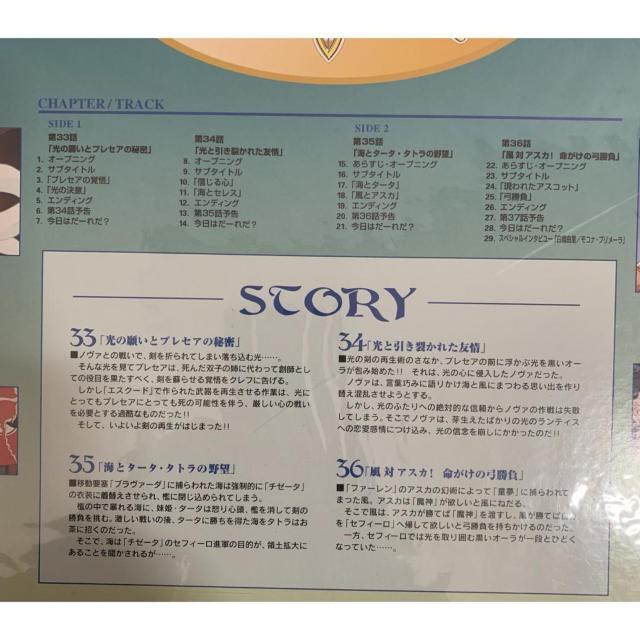 CHAPTER/TRACK
SIDE 1
第33話
「光の願いとプレセアの秘密」
1. オープニング
2. サブタイトル
3. 「プレセアの覚悟」
4. 「光の決意」
5. エンディング
6. 第34話予告
7. 今日はだーれだ?
第34話
「光と引き裂かれた友情」
8. オープニング
9. サブタイトル
10. 「信じる心」
11. 「海とセレス」
12. エンディング
13. 第35話予告
14. 今日はだーれだ?
SIDE 2
第35話
「海とタータ・タトラの野望」
15. あらすじ・オープニング
16. サブタイトル
17. 「海とタータ」
18. 「風とアスカ」
19. エンディング
20. 第36話予告
21. 今日はだーれだ?
第36話
「風対アスカ! 命がけの弓勝負」
22. あらすじ・オープニング
23. サブタイトル
24. 「現われたアスコット」
25. 「弓勝負」
26. エンディング
27. 第37話予告
28. 今日はだーれだ?
29. スペシャルインタビュー「白鳥由里/モコナ・プリメーラ」
STORY
33「光の願いとプレセアの秘密」
■ノヴァとの戦いで、剣を折られてしまい落ち込む光……。
そんな光を見てプレセアは、死んだ双子の姉に代わって創師とし
ての役目を果たすべく、剣を蘇らせる覚悟をクレフに告げる。
しかし「エスクード」で作られた武器を再生させる作業は、光に
とってもプレセアにとっても死の可能性を伴う、厳しい心の戦い
を必要とする過酷なものだった!!
そして、いよいよ剣の再生がはじまった!!
34「光と引き裂かれた友情」
■光の剣の再生術のさなか、プレセアの前に浮かぶ光を黒いオー
ラが包み始めた!! それは、光の心に侵入したノヴァだった。
ノヴァは、言葉巧みに語りかけ海と風にまつわる思い出を作り
替え混乱させようとする。
しかし、光のふたりへの絶対的な信頼からノヴァの作戦は失敗
してしまう。そこでノヴァは、芽生えたばかりの光のランティス
への恋愛感情につけ込み、光の信念を崩しにかかったのだ!!
35「海とタータ・タトラの野望」
■移動要塞「ブラヴァーダ」に捕らわれた海は強制的に「チゼータ」
の衣装に着替えさせられ、檻に閉じ込められてしまう。
檻の中で暴れる海に、妹姫・タータは怒り心頭、檻を消して剣の
勝負を挑む。激しい戦いの後、タータに勝ちを得た海をタトラはお
茶に招くのだった。
そこで、海は「チゼータ」のセフィーロ進軍の目的が、領土拡大に
あることを聞かされるが……。
36「風対アスカ! 命がけの弓勝負」
■「ファーレン」のアスカの幻術によって「童夢」に捕らわれて
まった風。アスカは「魔神」が欲しいと風にねだる。
そこで風は、アスカが勝てば「魔神」を渡すし、風が勝てば
を「セフィーロ」へ帰して欲しいと弓勝負を持ちかけるのだった。
一方、セフィーロでは光を取り囲む黒いオーラが一段とひどく
なっていった……。